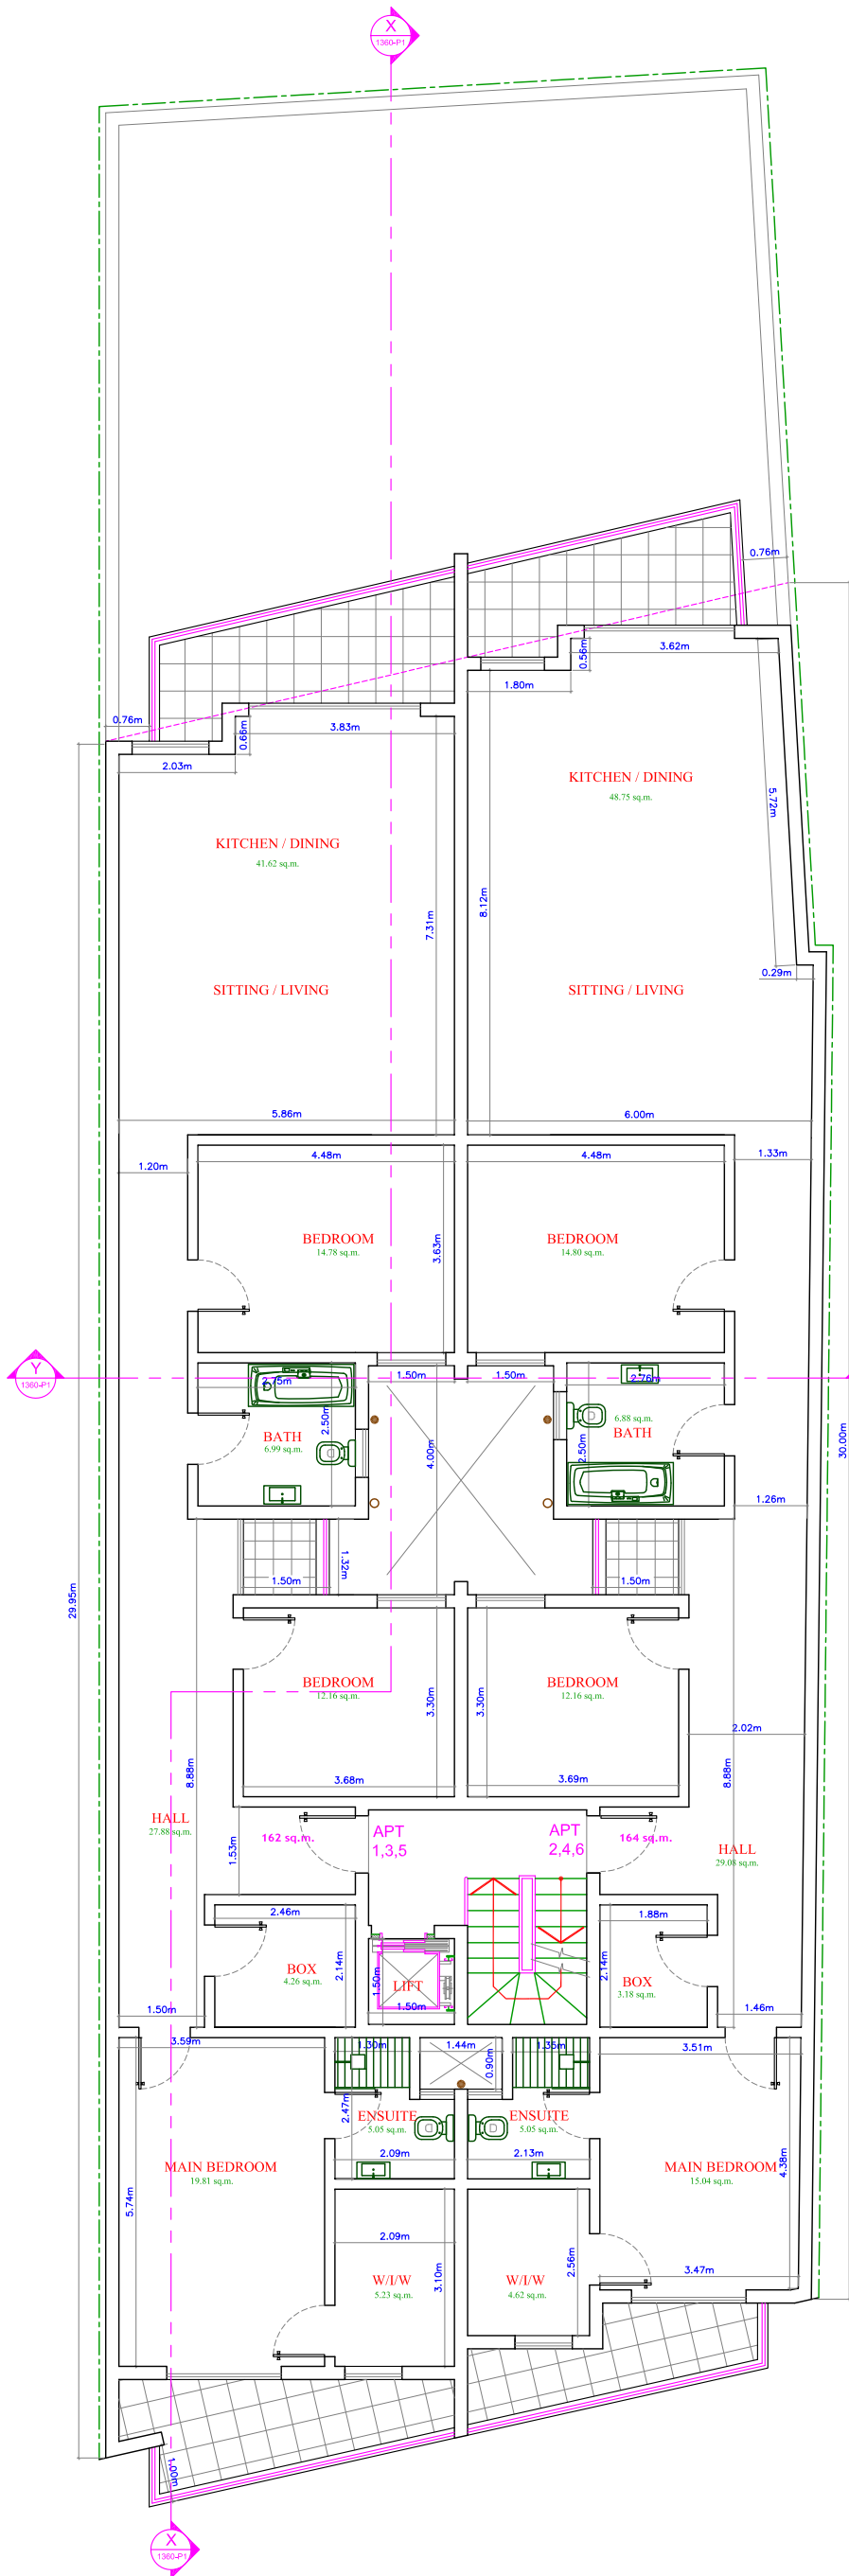 X
1360-P1
0.76m
3.62m
0.56m
1.80m
0.76m
3.83m
0.66m
2.03m
KITCHEN / DINING
48.75 sq.m.
5.72m
KITCHEN / DINING
41.62 sq.m.
8.12m
7.31m
0.29m
SITTING / LIVING
SITTING / LIVING
5.86m
6.00m
1.20m
4.48m
4.48m
1.33m
BEDROOM
14.78 sq.m.
3.63m
BEDROOM
14.80 sq.m.
Y
1360-P1
1.50m
1.50m
2.75m
2.76m
2.50m
BATH
6.99 sq.m.
6.88 sq.m.
BATH
2.50m
4.00m
30.00m
1.26m
1.32m
1.50m
1.50m
29.95m
BEDROOM
12.16 sq.m.
3.30m
3.30m
BEDROOM
12.16 sq.m.
2.02m
3.68m
3.69m
8.88m
8.88m
HALL
27.88 sq.m.
162 sq.m.
APT
1,3,5
APT
2,4,6
164 sq.m.
HALL
29.08 sq.m.
1.53m
2.46m
1.88m
BOX
4.26 sq.m.
2.14m
LIFT
1.50m
1.50m
2.14m
BOX
3.18 sq.m.
1.50m
1.46m
3.59m
1.30m
1.44m
1.35m
3.51m
0.90m
2.47m
ENSUITE
5.05 sq.m.
ENSUITE
5.05 sq.m.
2.09m
2.13m
MAIN BEDROOM
19.81 sq.m.
MAIN BEDROOM
15.04 sq.m.
4.38m
5.74m
2.09m
W/I/W
5.23 sq.m.
3.10m
W/I/W
4.62 sq.m.
2.56m
3.47m
1.00m
X
1360-P1